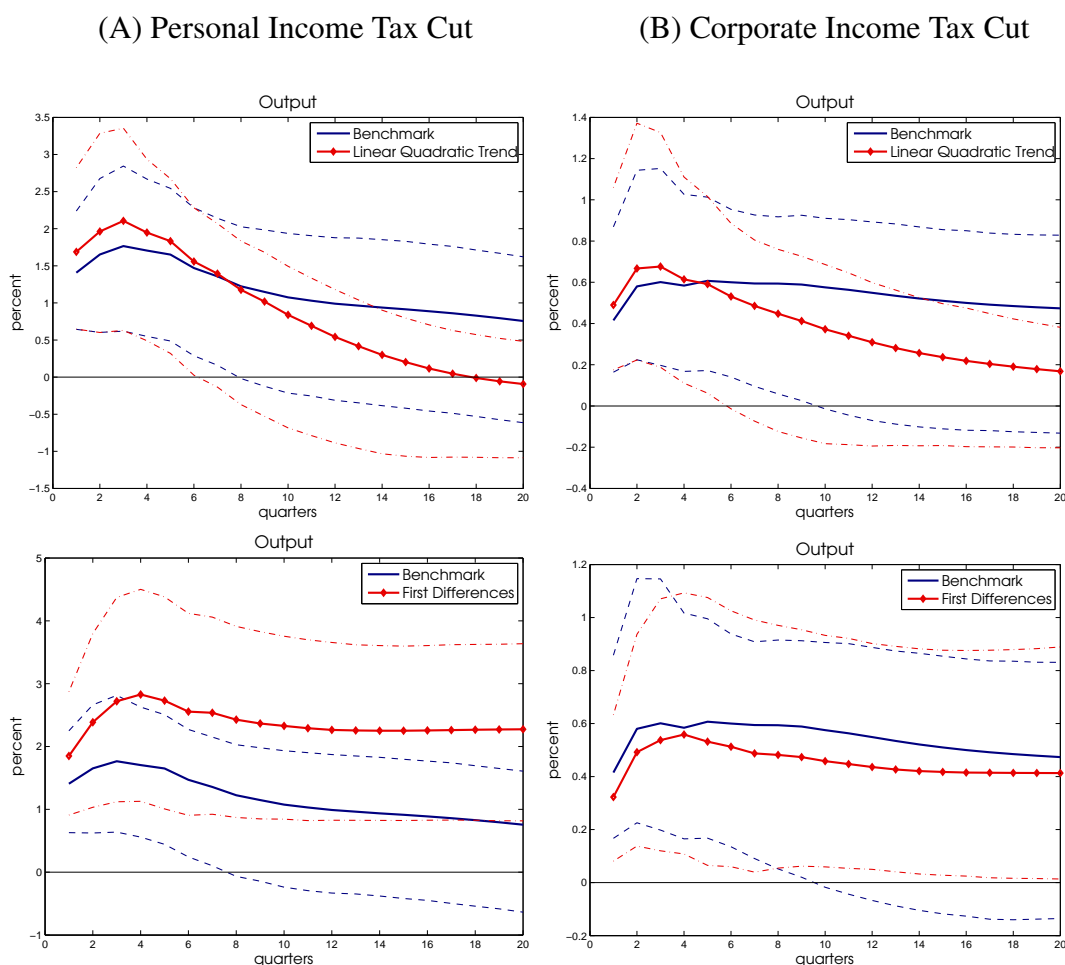 (A) Personal Income Tax Cut
(B) Corporate Income Tax Cut
Output
3.5
3
2.5
2
1.5
1
0.5
0
−0.5
−1
−1.5
percent
Benchmark
Linear Quadratic Trend
0 2 4 6 8 10 12 14 16 18 20
quarters
Output
1.4
1.2
1
0.8
0.6
0.4
0.2
0
−0.2
−0.4
percent
Benchmark
Linear Quadratic Trend
0 2 4 6 8 10 12 14 16 18 20
quarters
Output
5
4
3
2
1
0
−1
percent
Benchmark
First Differences
0 2 4 6 8 10 12 14 16 18 20
quarters
Output
1.2
1
0.8
0.6
0.4
0.2
0
−0.2
percent
Benchmark
First Differences
0 2 4 6 8 10 12 14 16 18 20
quarters